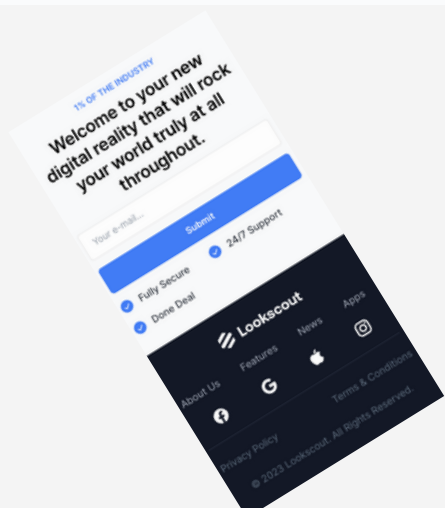 1% OF THE INDUSTRY
Welcome to your new
digital reality that will rock
your world truly at all
throughout.
Your e-mail...
Submit
Fully Secure
24/7 Support
Done Deal
Lookscout
About Us Features News Apps
Privacy Policy Terms & Conditions
© 2023 Lookscout. All Rights Reserved.